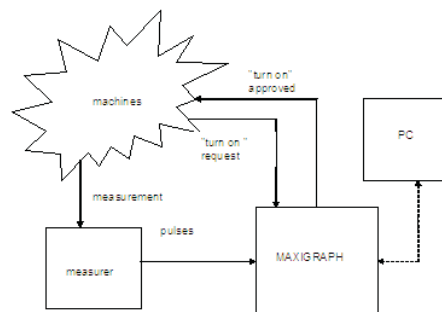 "turn on"
approved
machines
PC
"turn on"
request
measurement
pulses
MAXIGRAPH
measurer